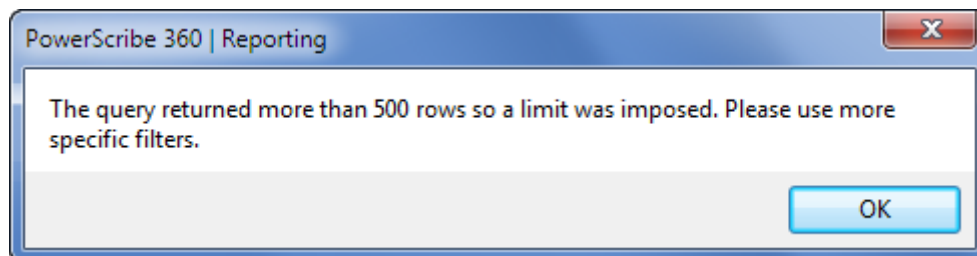 PowerScribe 360 | Reporting
The query returned more than 500 rows so a limit was imposed. Please use more
specific filters.
OK